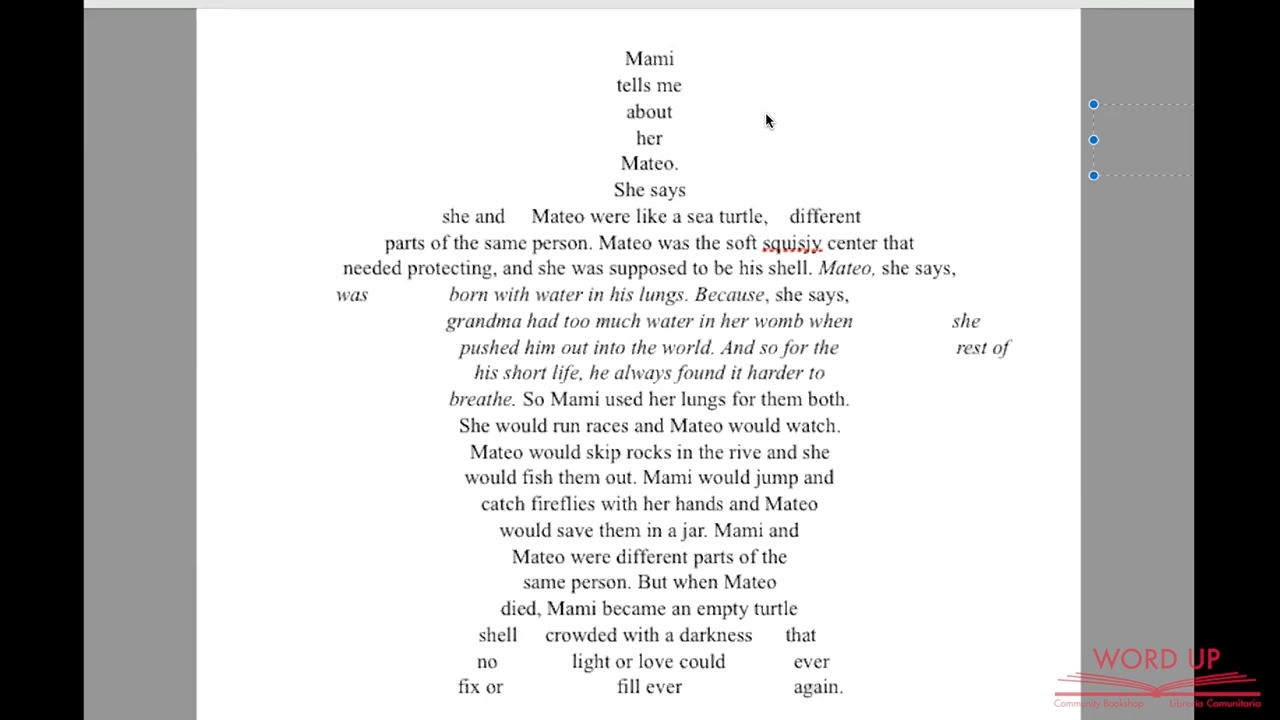 Mami
tells me
about
her
Mateo.
She says
she and Mateo were like a sea turtle, different
parts of the same person. Mateo was the soft squisjy center that
needed protecting, and she was supposed to be his shell. Mateo, she says,
was born with water in his lungs. Because, she says,
grandma had too much water in her womb when she
pushed him out into the world. And so for the rest of
his short life, he always found it harder to
breathe. So Mami used her lungs for them both.
She would run races and Mateo would watch.
Mateo would skip rocks in the rive and she
would fish them out. Mami would jump and
catch fireflies with her hands and Mateo
would save them in a jar. Mami and
Mateo were different parts of the
same person. But when Mateo
died, Mami became an empty turtle
shell crowded with a darkness that
no light or love could ever
fix or fill ever again.
WORD UP
Community Bookshop Librería Comunitaria